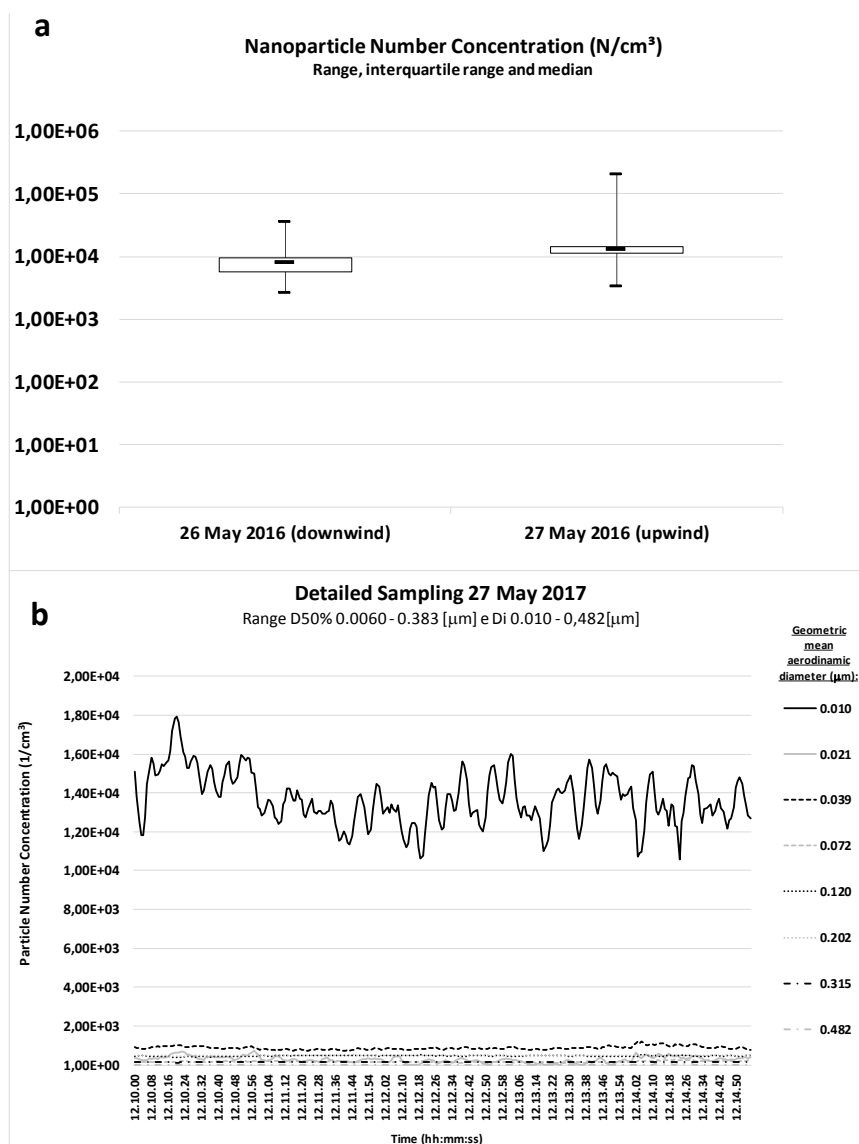 a
Nanoparticle Number Concentration (N/cm³)
Range, interquartile range and median
1,00E+06
1,00E+05
1,00E+04
1,00E+03
1,00E+02
1,00E+01
1,00E+00
26 May 2016 (downwind)
27 May 2016 (upwind)
b
Detailed Sampling 27 May 2017
Range D50% 0.0060 - 0.383 [µm] e Di 0.010 - 0,482[µm]
Particle Number Concentration (1/cm³)
2,00E+04
1,80E+04
1,60E+04
1,40E+04
1,20E+04
1,00E+04
8,00E+03
6,00E+03
4,00E+03
2,00E+03
1,00E+00
12.10.00
12.10.08
12.10.16
12.10.24
12.10.32
12.10.40
12.10.48
12.10.56
12.11.04
12.11.12
12.11.20
12.11.28
12.11.36
12.11.44
12.11.54
12.12.02
12.12.10
12.12.18
12.12.26
12.12.34
12.12.42
12.12.50
12.12.58
12.13.06
12.13.14
12.13.22
12.13.30
12.13.38
12.13.46
12.13.54
12.14.02
12.14.10
12.14.18
12.14.26
12.14.34
12.14.42
12.14.50
Time (hh:mm:ss)
Geometric
mean
aerodinamic
diameter (µm):
0.010
0.021
0.039
0.072
0.120
0.202
0.315
0.482